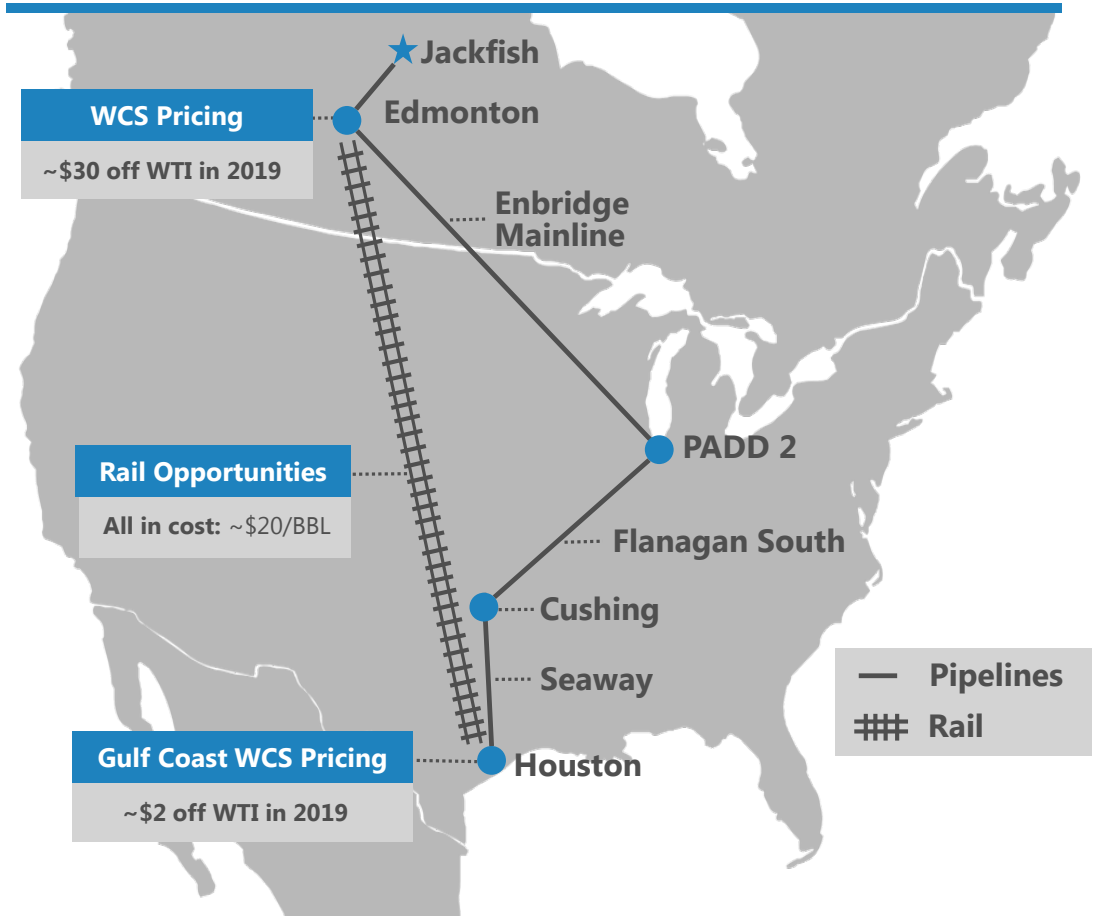 Jackfish
WCS Pricing
~$30 off WTI in 2019
Edmonton
Enbridge
Mainline
Rail Opportunities
All in cost: ~$20/BBL
PADD 2
Flanagan South
Cushing
Seaway
Pipelines
Rail
Gulf Coast WCS Pricing
~$2 off WTI in 2019
Houston